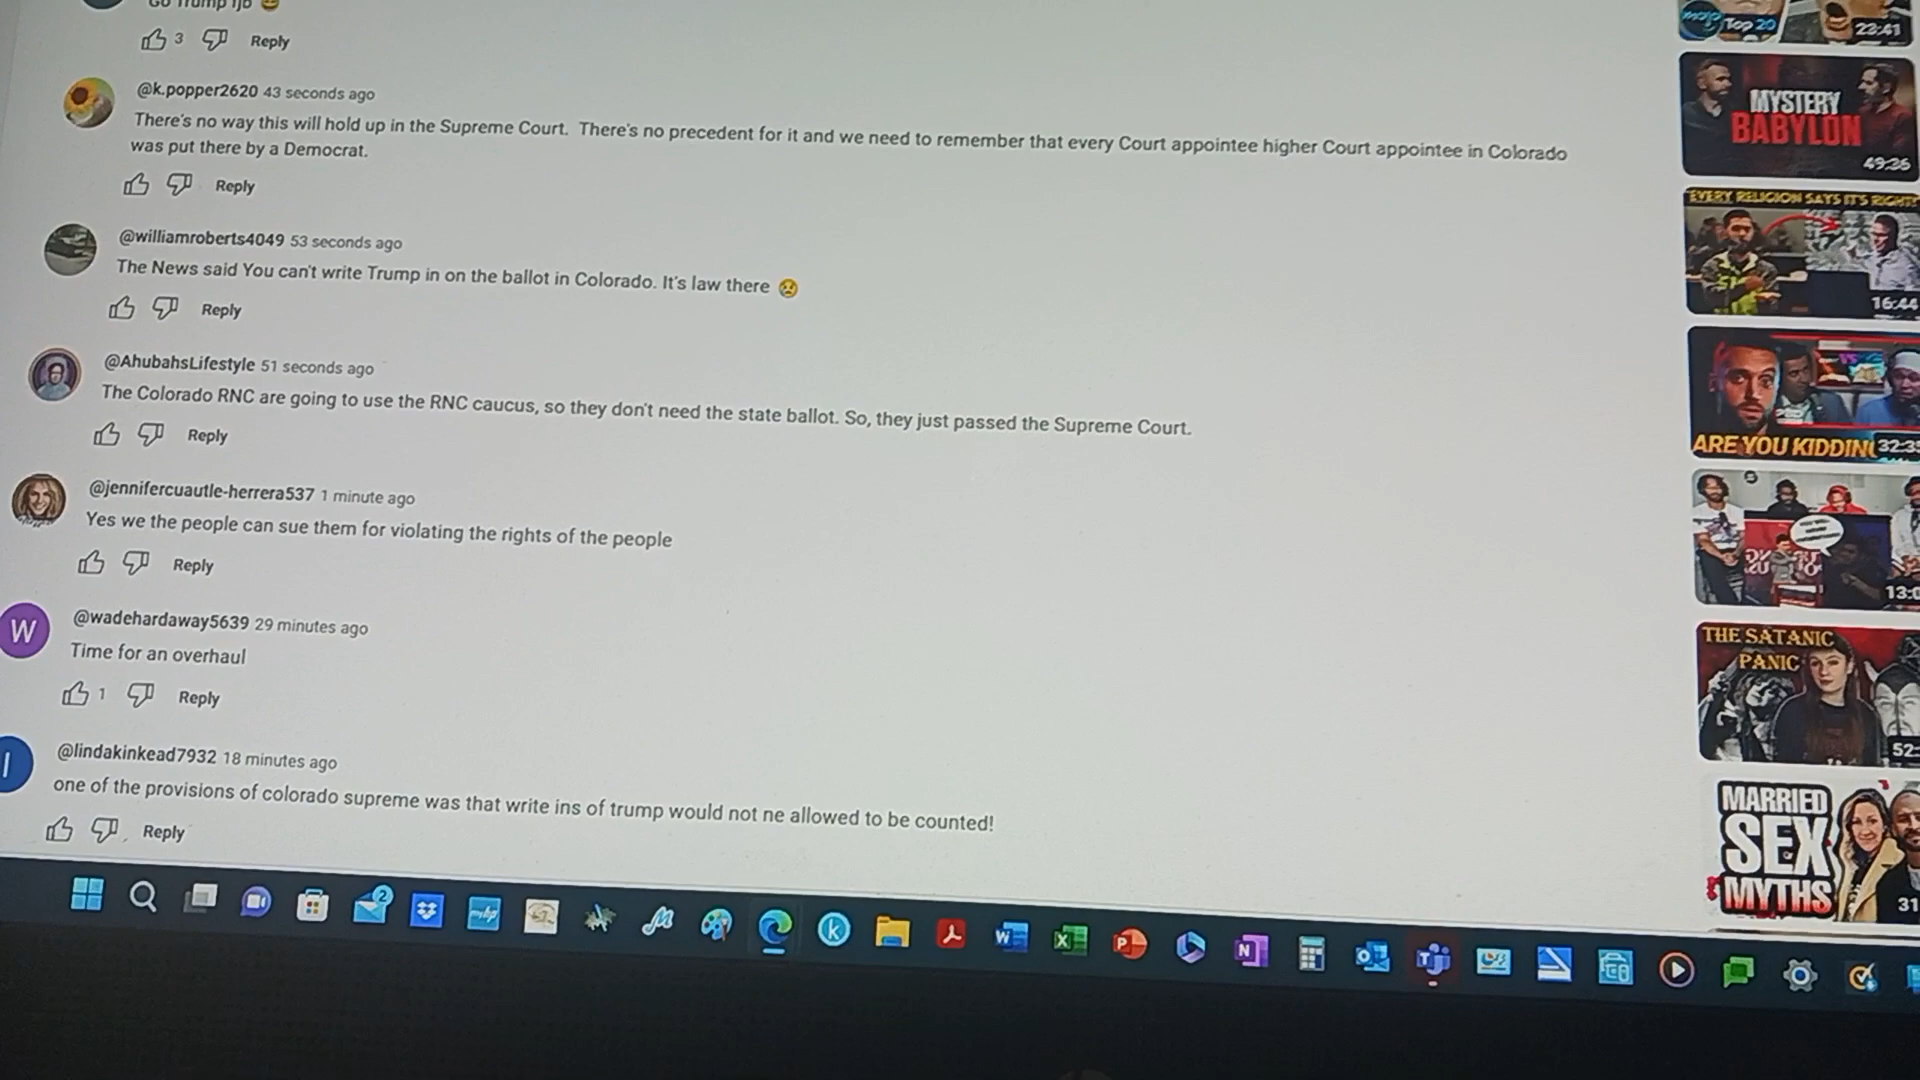 Go Trump
3 Reply
@k.popper2620 43 seconds ago
There's no way this will hold up in the Supreme Court. There's no precedent for it and we need to remember that every Court appointee higher Court appointee in Colorado
was put there by a Democrat.
Reply
@williamroberts4049 53 seconds ago
The News said You can't write Trump in on the ballot in Colorado. It's law there 😢
Reply
@AhubahsLifestyle 51 seconds ago
The Colorado RNC are going to use the RNC caucus, so they don't need the state ballot. So, they just passed the Supreme Court.
Reply
@jennifercuautle-herrera537 1 minute ago
Yes we the people can sue them for violating the rights of the people
Reply
W
@wadehardaway5639 29 minutes ago
Time for an overhaul
1 Reply
@lindakinkead7932 18 minutes ago
one of the provisions of colorado supreme was that write ins of trump would not ne allowed to be counted!
Reply
mojo Top 20
22:41
MYSTERY
BABYLON
49:36
EVERY RELIGION SAYS IT'S RIGHT?
16:44
ARE YOU KIDDIN
32:3
13:0
THE SATANIC
PANIC
52:
MARRIED
SEX
MYTHS
31
2
myhp
k
W
X
P
N
T